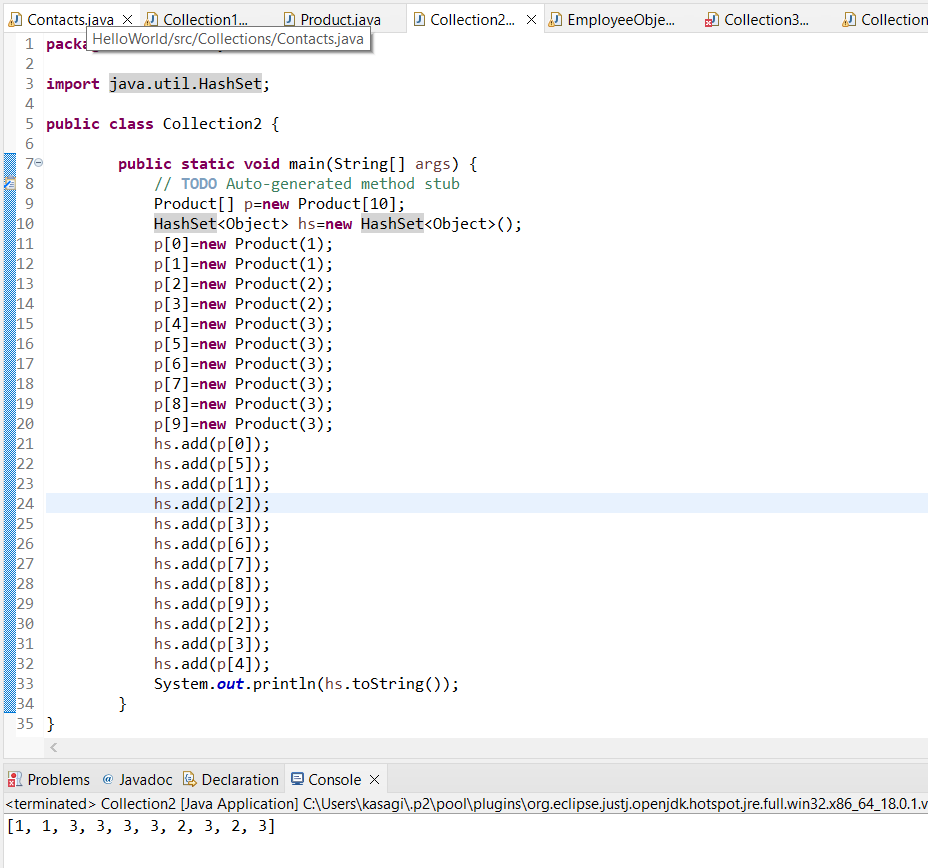 Contacts.java Collection1... Product.java Collection2... EmployeeObje... Collection3... Collection
HelloWorld/src/Collections/Contacts.java
1
2
3 import java.util.HashSet;
4
5 public class Collection2 {
6
7 public static void main(String[] args) {
8 // TODO Auto-generated method stub
9 Product[] p=new Product[10];
10 HashSet<Object> hs=new HashSet<Object>();
11 p[0]=new Product(1);
12 p[1]=new Product(1);
13 p[2]=new Product(2);
14 p[3]=new Product(2);
15 p[4]=new Product(3);
16 p[5]=new Product(3);
17 p[6]=new Product(3);
18 p[7]=new Product(3);
19 p[8]=new Product(3);
20 p[9]=new Product(3);
21 hs.add(p[0]);
22 hs.add(p[5]);
23 hs.add(p[1]);
24 hs.add(p[2]);
25 hs.add(p[3]);
26 hs.add(p[6]);
27 hs.add(p[7]);
28 hs.add(p[8]);
29 hs.add(p[9]);
30 hs.add(p[2]);
31 hs.add(p[3]);
32 hs.add(p[4]);
33 System.out.println(hs.toString());
34 }
35 }
Problems @ Javadoc Declaration Console
<terminated> Collection2 [Java Application] C:\Users\kasagi\.p2\pool\plugins\org.eclipse.justj.openjdk.hotspot.jre.full.win32.x86_64_18.0.1.v
[1, 1, 3, 3, 3, 3, 2, 3, 2, 3]